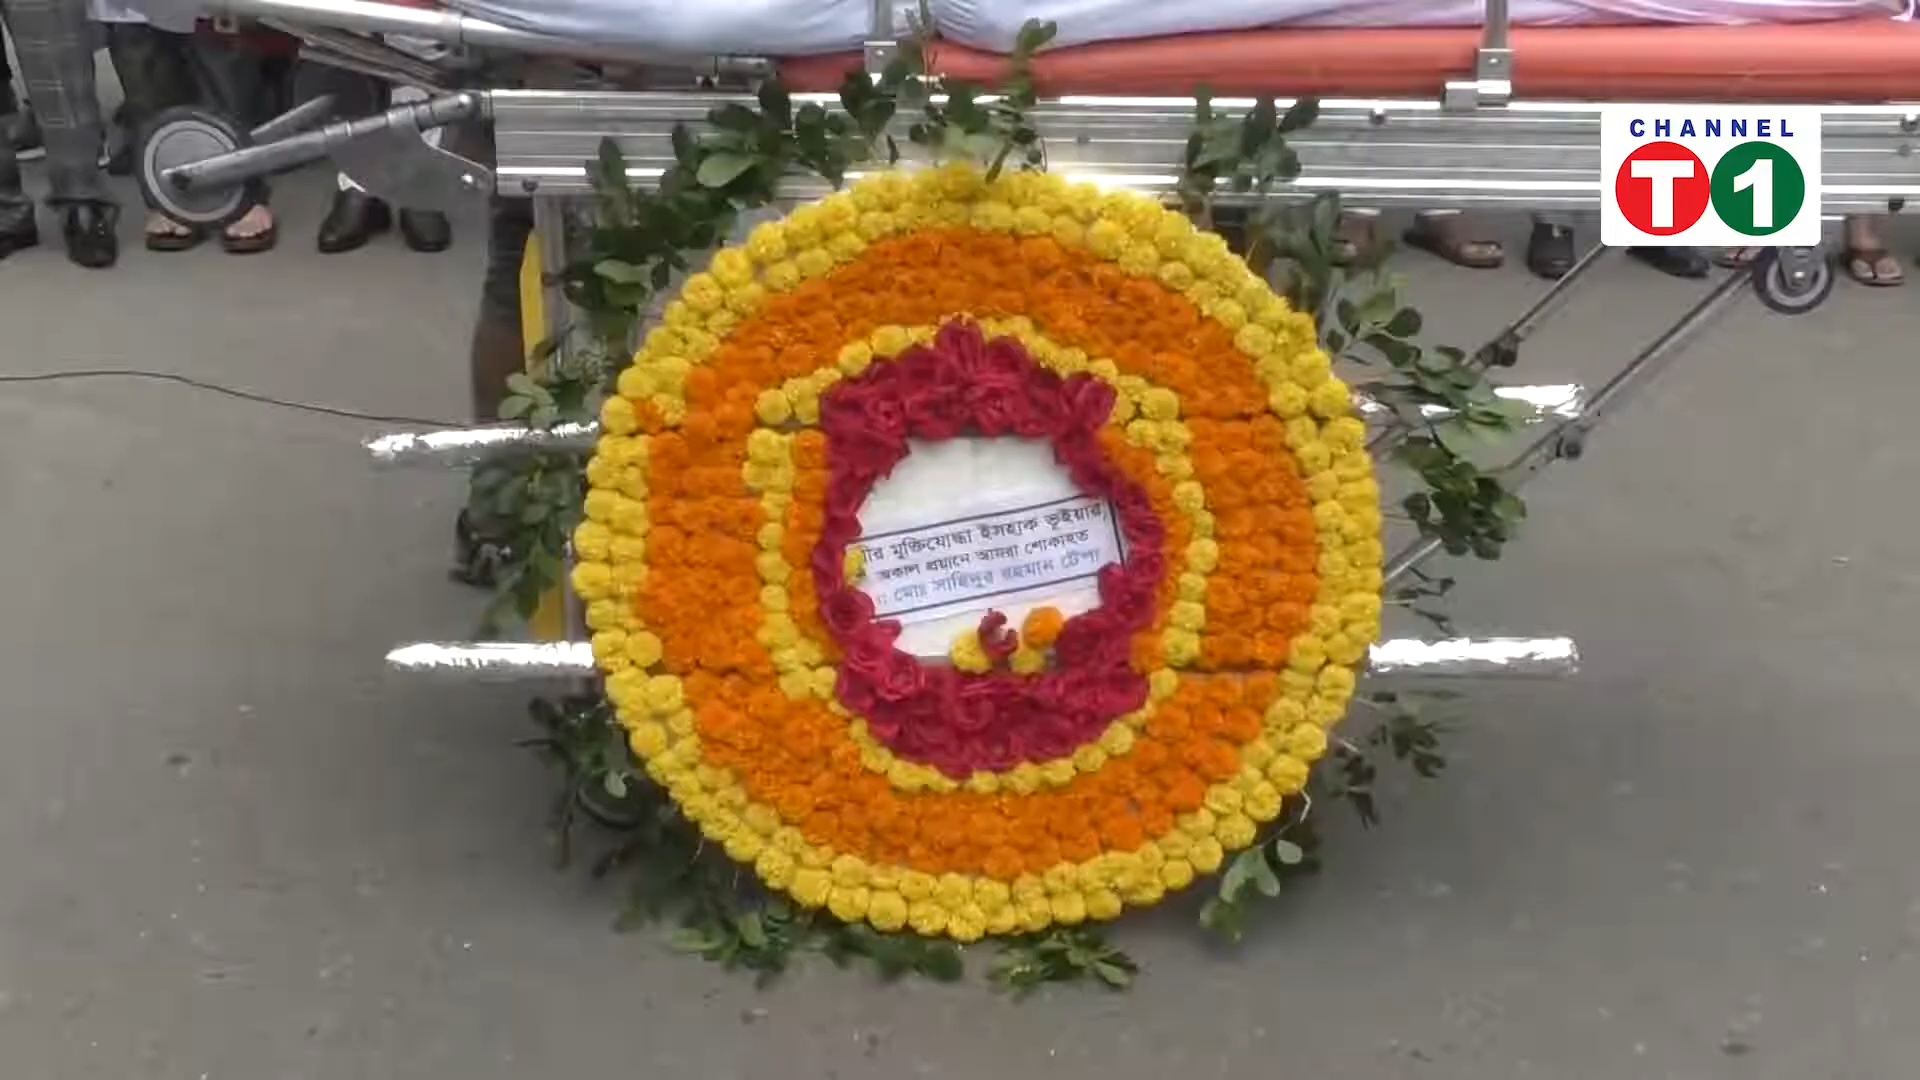 CHANNEL
T1
বীর মুক্তিযোদ্ধা ইসহাক ভূইয়ার
অকাল প্রয়ানে আমরা শোকাহত
মোঃ সাহিদুর রহমান টেপা